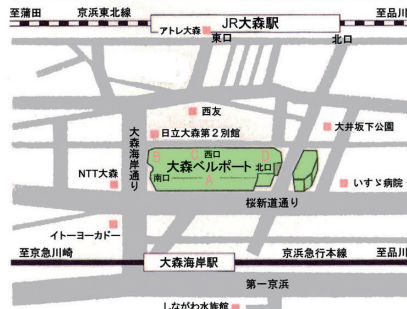 至蒲田
京浜東北線
JR大森駅
至品川
アトレ大森
東口
北口
西友
日立大森第2別館
大井坂下公園
大森海岸通り
B
西口
D
大森ベルポート
北口
南口
A
NTT大森
いすゞ病院
桜新道通り
イトーヨーカドー
至京急川崎
大森海岸駅
京浜急行本線
至品川
第一京浜
しながわ水族館